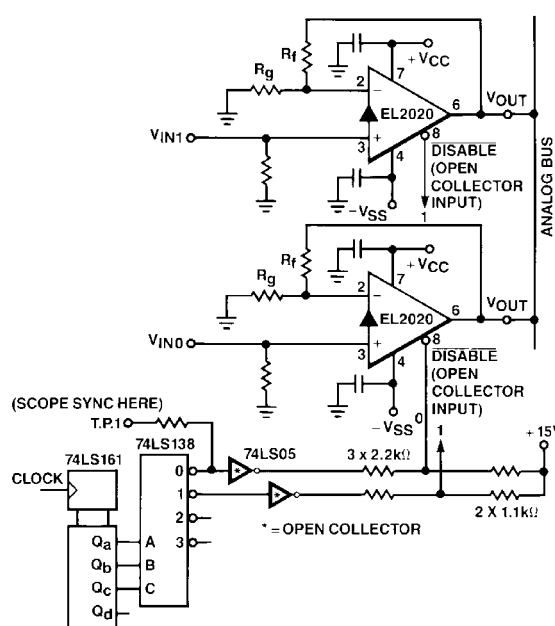 Rf
+VCC
Rg
2
7
−
EL2020
6
VOUT
VIN1
+
3
4
8
DISABLE
(OPEN
COLLECTOR
INPUT)
−VSS
1
ANALOG BUS
Rf
+VCC
Rg
2
7
−
EL2020
6
VOUT
VIN0
+
3
4
8
DISABLE
(OPEN
COLLECTOR
INPUT)
−VSS
0
(SCOPE SYNC HERE)
T.P.1
74LS138
74LS05
3 x 2.2kΩ
1
+15V
74LS161
CLOCK
0
*
1
*
2 X 1.1kΩ
2
* = OPEN COLLECTOR
Qa A 3
Qb B
Qc C
Qd